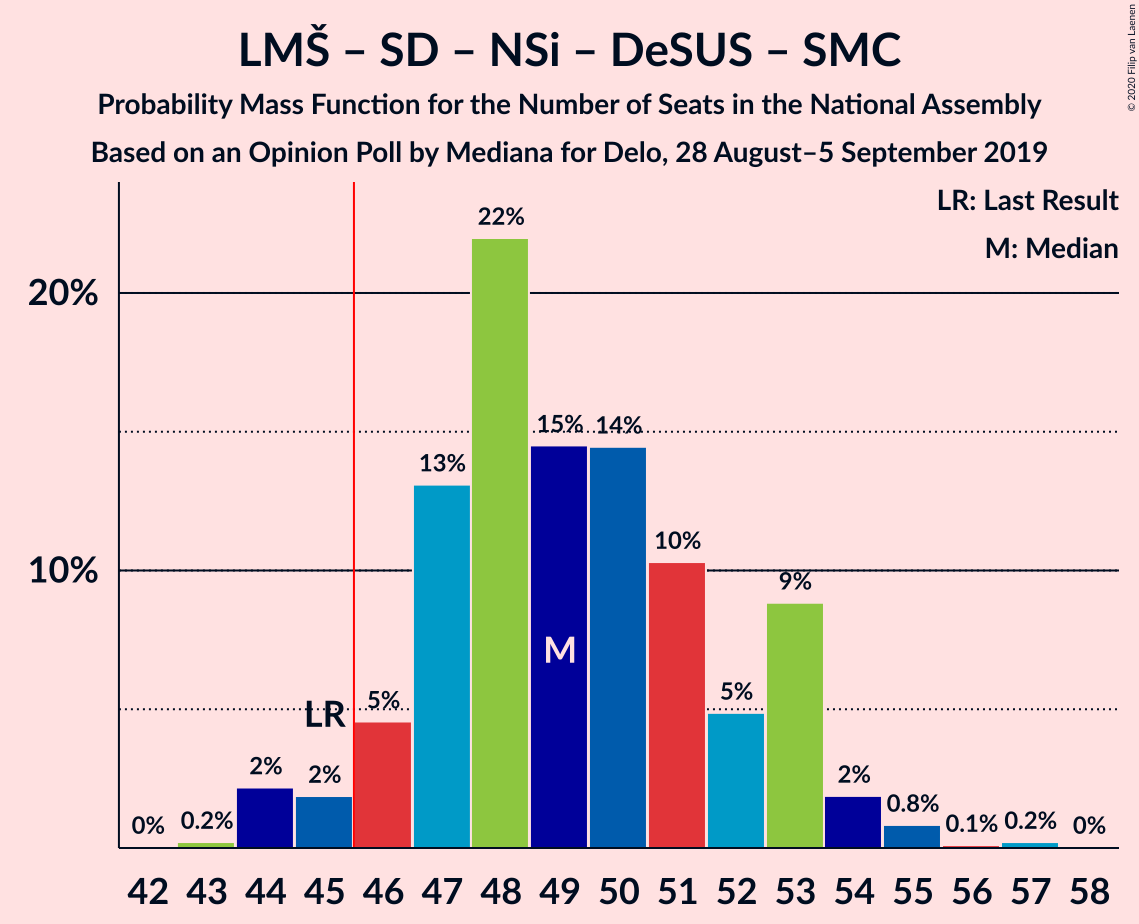 LMŠ – SD – NSi – DeSUS – SMC
Probability Mass Function for the Number of Seats in the National Assembly
Based on an Opinion Poll by Mediana for Delo, 28 August–5 September 2019
© 2020 Filip van Laenen
LR: Last Result
M: Median
20%
10%
0%
0.2%
2%
2%
LR
5%
13%
22%
15%
M
14%
10%
5%
9%
2%
0.8%
0.1%
0.2%
0%
42 43 44 45 46 47 48 49 50 51 52 53 54 55 56 57 58